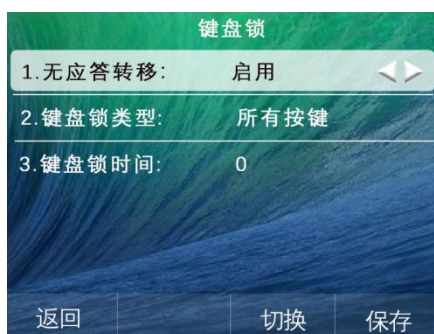 键盘锁
1.无应答转移: 启用
2.键盘锁类型: 所有按键
3.键盘锁时间: 0
返回 切换 保存